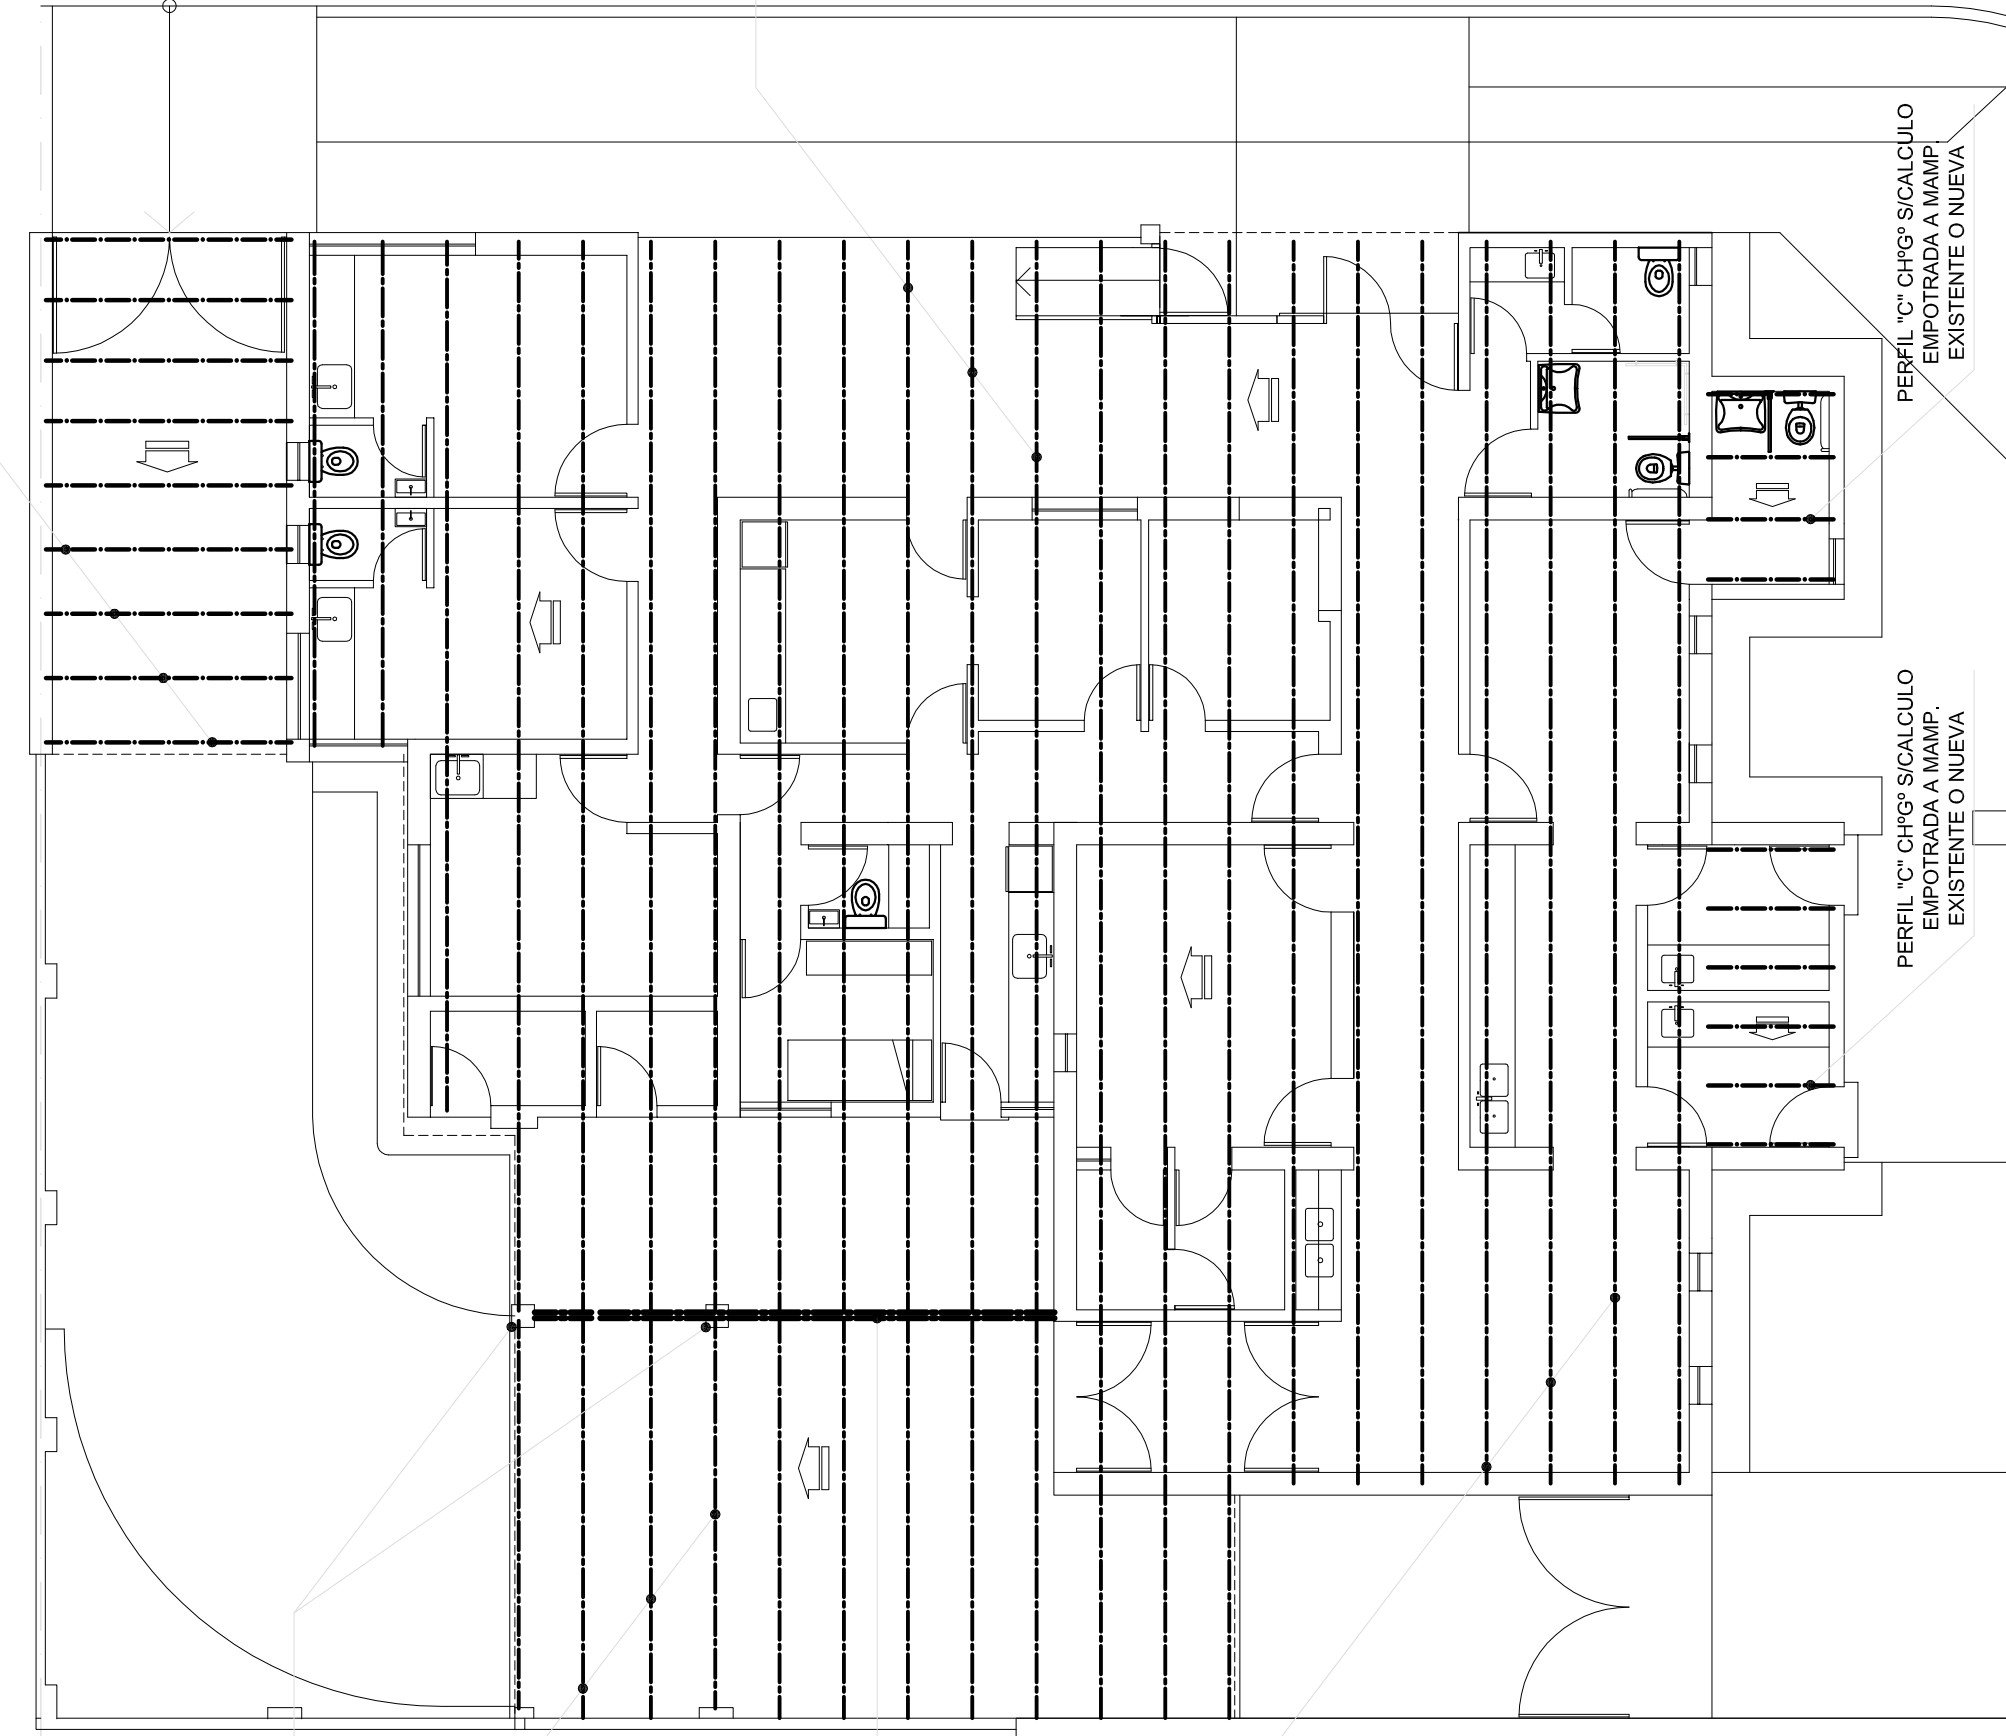 PERFIL "C" CHºGº S/CALCULO
EMPOTRADA A MAMP.
EXISTENTE O NUEVA
PERFIL "C" CHºGº S/CALCULO
EMPOTRADA A MAMP.
EXISTENTE O NUEVA